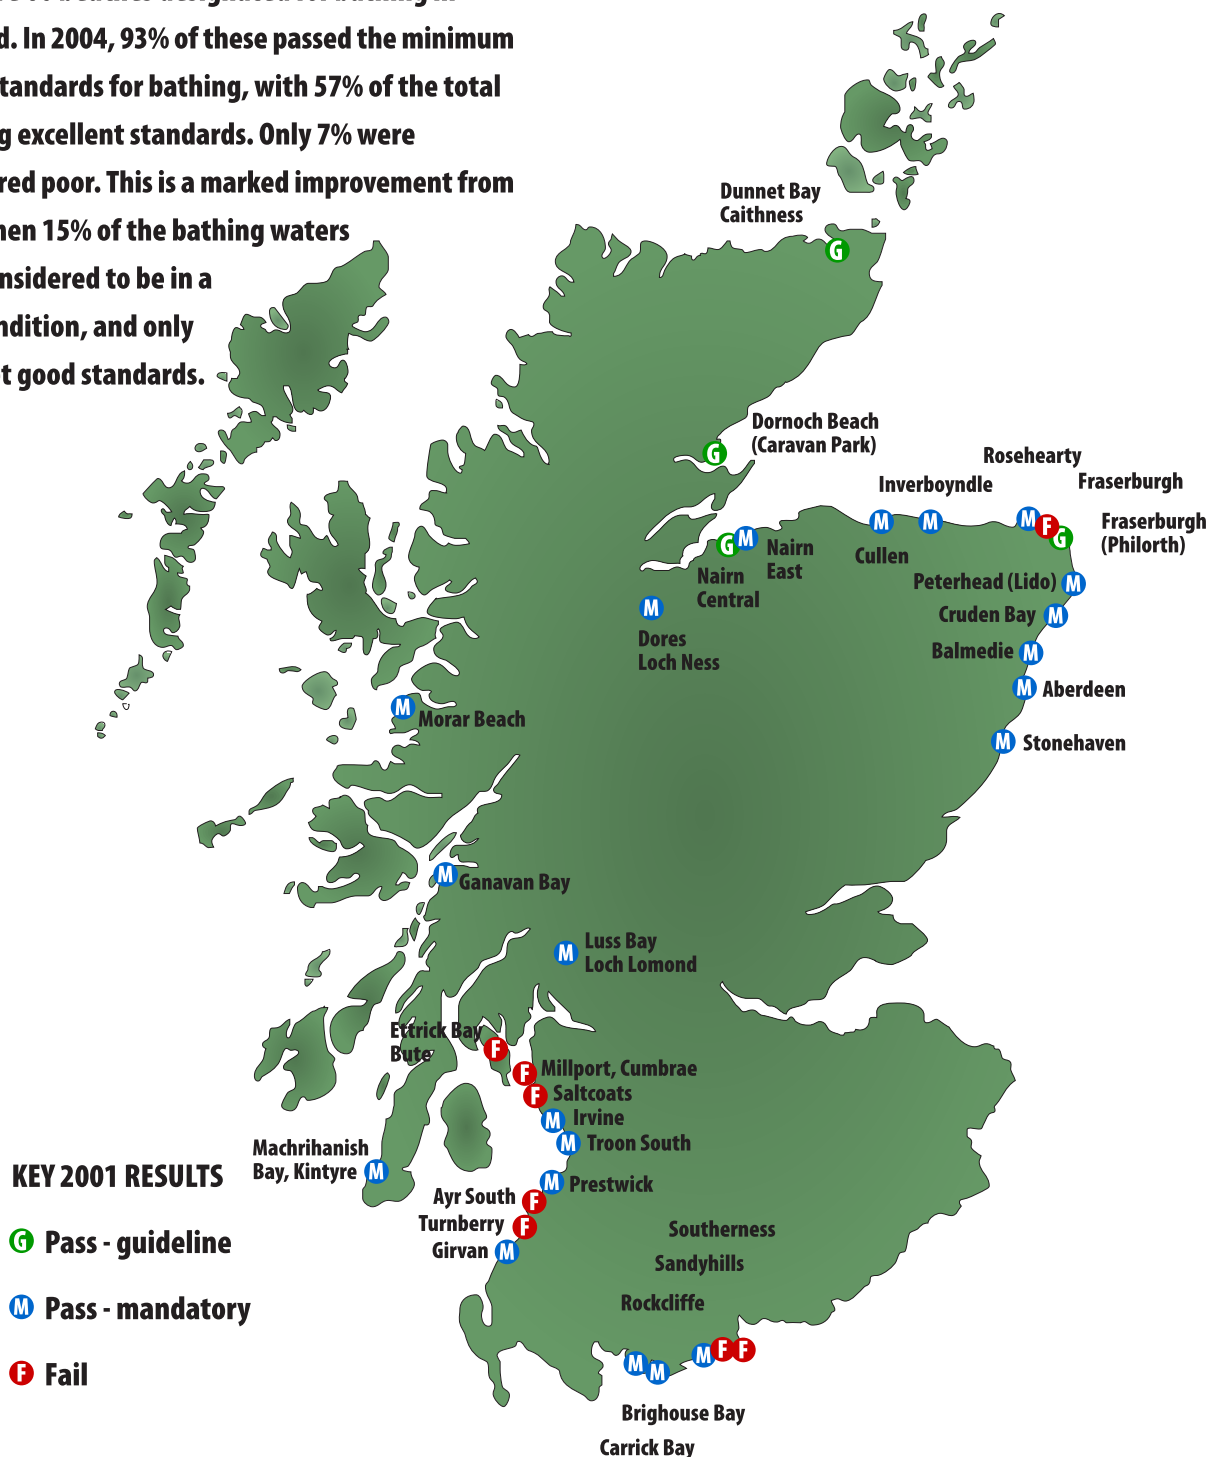 d. In 2004, 93% of these passed the minimum
tandards for bathing, with 57% of the total
g excellent standards. Only 7% were
red poor. This is a marked improvement from
hen 15% of the bathing waters
nsidered to be in a
ndition, and only
t good standards.
Dunnet Bay
Caithness
G
Dornoch Beach
(Caravan Park)
G
Rosehearty
Inverboyndle
Fraserburgh
M
M
M
F
G
Fraserburgh
(Philorth)
G
M
Nairn
East
Cullen
Nairn
Central
Peterhead (Lido)
M
M
Dores
Loch Ness
Cruden Bay
M
Balmedie
M
M
Aberdeen
M
Morar Beach
M
Stonehaven
M
Ganavan Bay
M
Luss Bay
Loch Lomond
Ettrick Bay
Bute
F
F
Millport, Cumbrae
F
Saltcoats
M
Irvine
M
Troon South
Machrihanish
Bay, Kintyre
M
M
Prestwick
Ayr South
F
Turnberry
F
Girvan
M
Southerness
Sandyhills
Rockcliffe
M
M
M
F
F
Brighouse Bay
Carrick Bay
KEY 2001 RESULTS
G Pass - guideline
M Pass - mandatory
F Fail